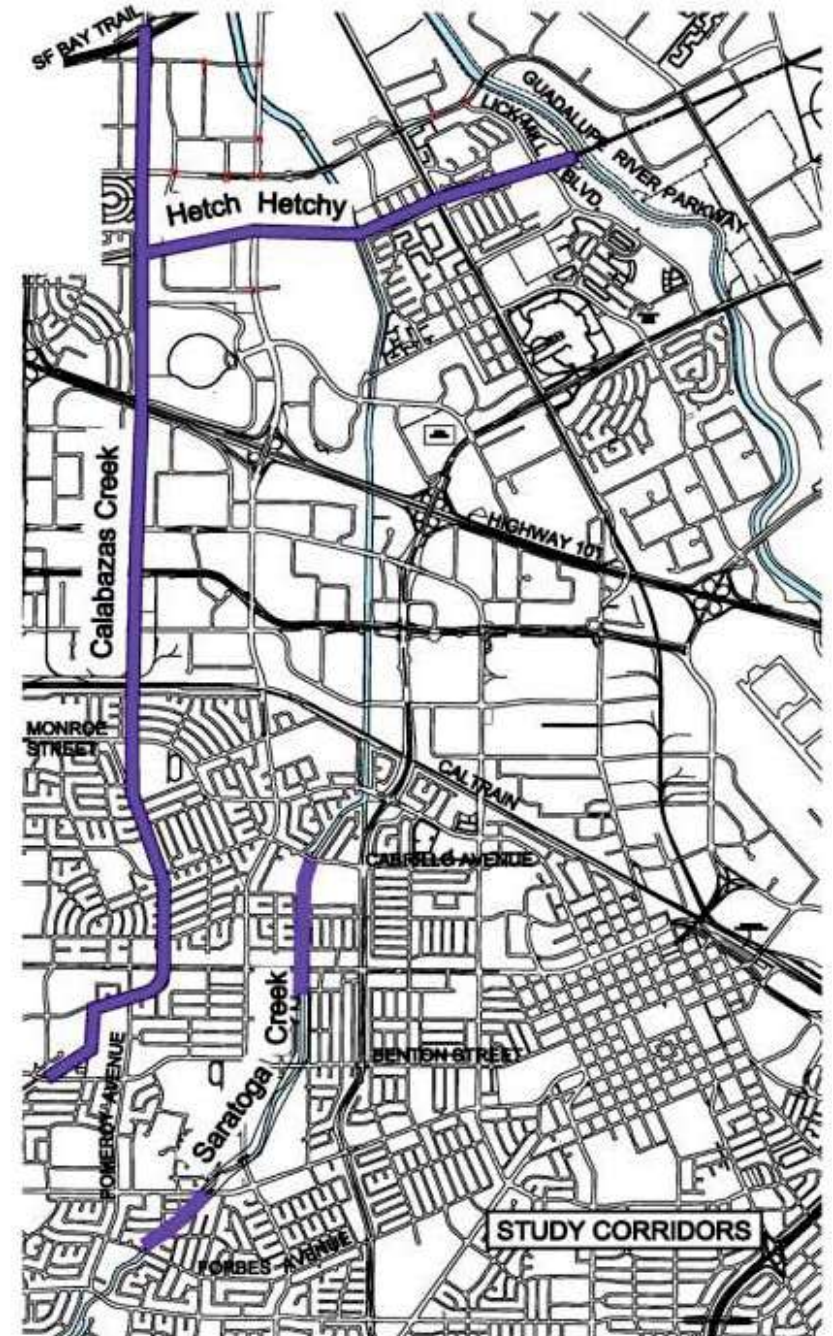 SF BAY TRAIL
GUADALUPE RIVER PARKWAY
LICK MILL BLVD.
Hetch Hetchy
Calabazas Creek
HIGHWAY 101
MONROE
STREET
CALTRAIN
CABRILLO AVENUE
Saratoga Creek
BENTON STREET
POMEROY AVENUE
STUDY CORRIDORS
FORBES AVENUE